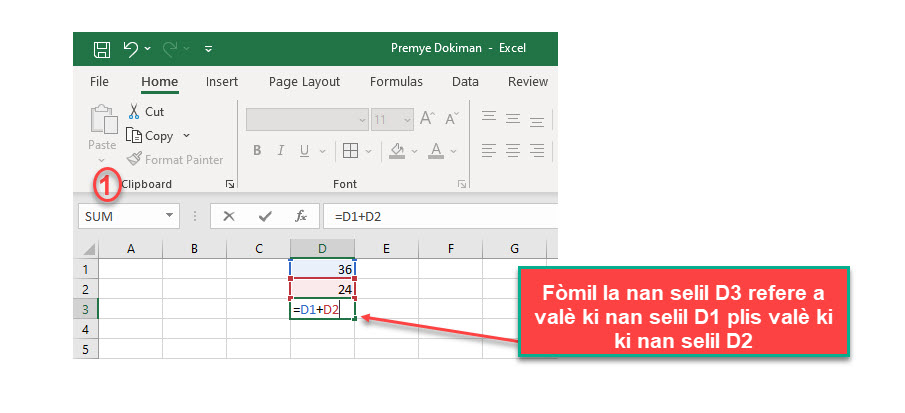 Premye Dokiman - Excel
File Home Insert Page Layout Formulas Data Review
Cut
Copy
Paste
Format Painter
11 A A
B I U A
1
Clipboard Font
SUM fx =D1+D2
A B C D E F G
1 36
2 24
3 =D1+D2
4
5
Fòmil la nan selil D3 refere a
valè ki nan selil D1 plis valè ki
ki nan selil D2